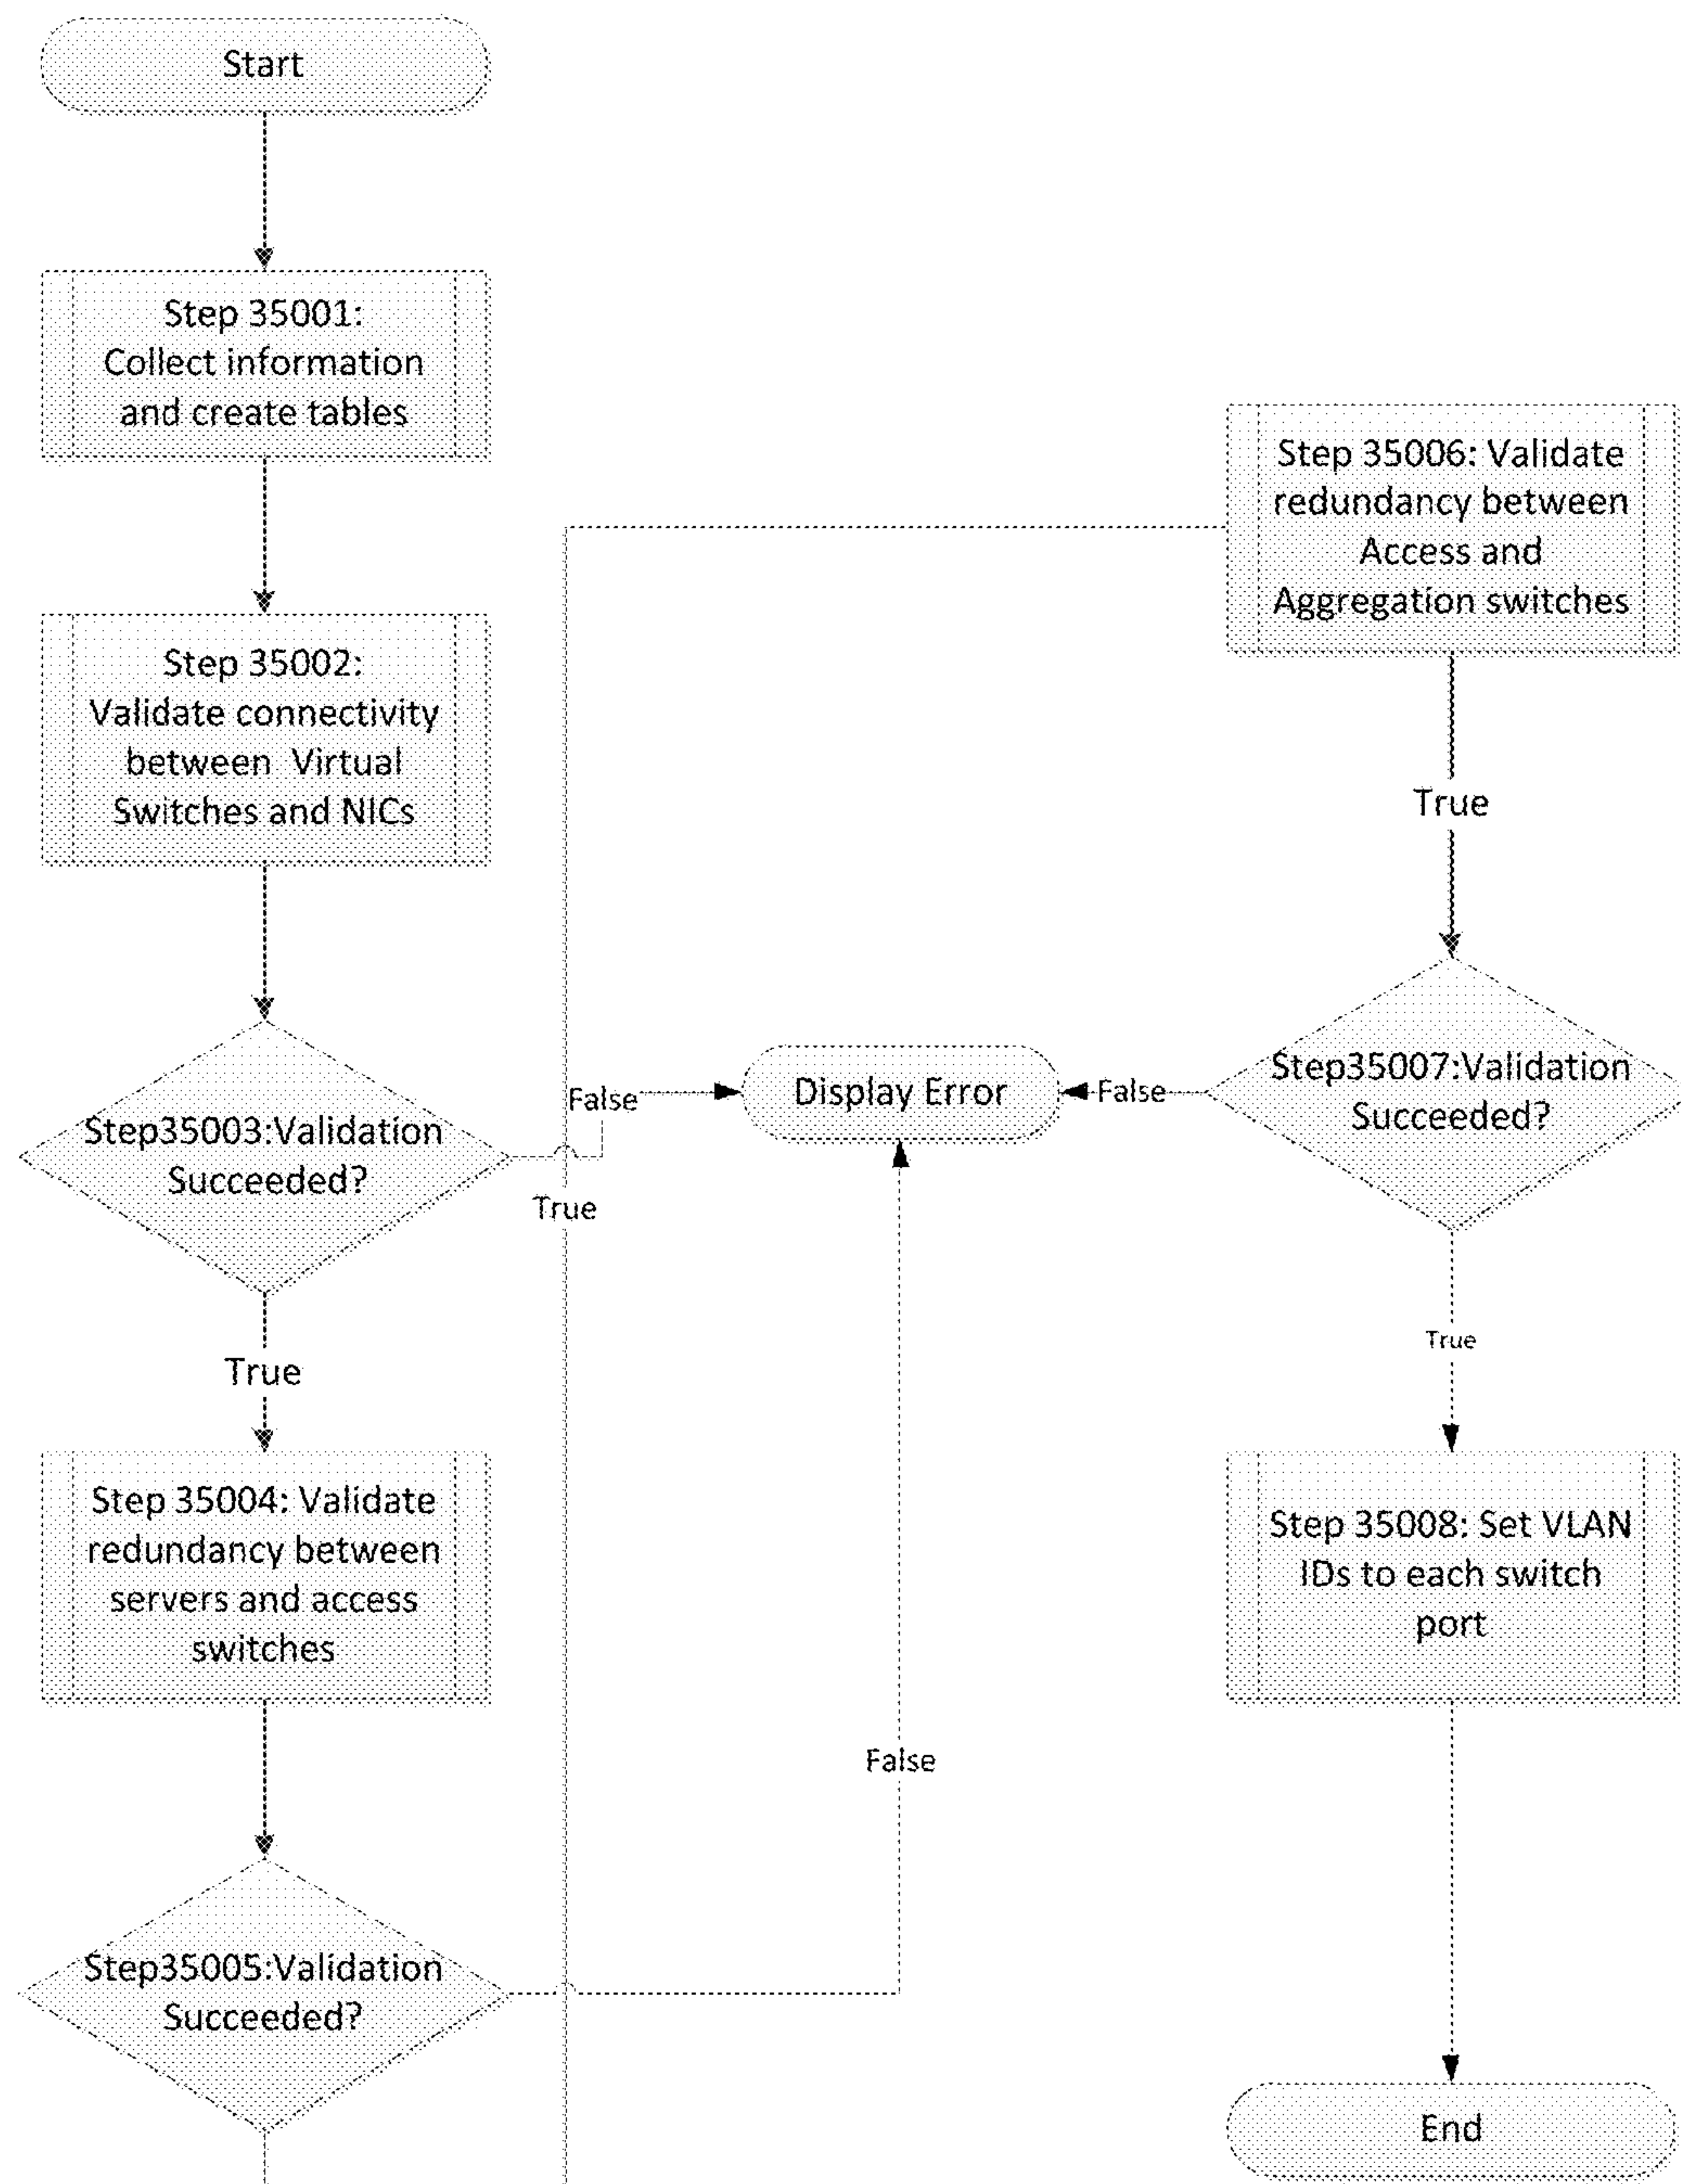 Start
Step 35001:
Collect information
and create tables
Step 35002:
Validate connectivity
between Virtual
Switches and NICs
Step35003:Validation
Succeeded?
False
True
True
Step 35004: Validate
redundancy between
servers and access
switches
Step35005:Validation
Succeeded?
False
Display Error
Step 35006: Validate
redundancy between
Access and
Aggregation switches
True
Step35007:Validation
Succeeded?
False
True
Step 35008: Set VLAN
IDs to each switch
port
End